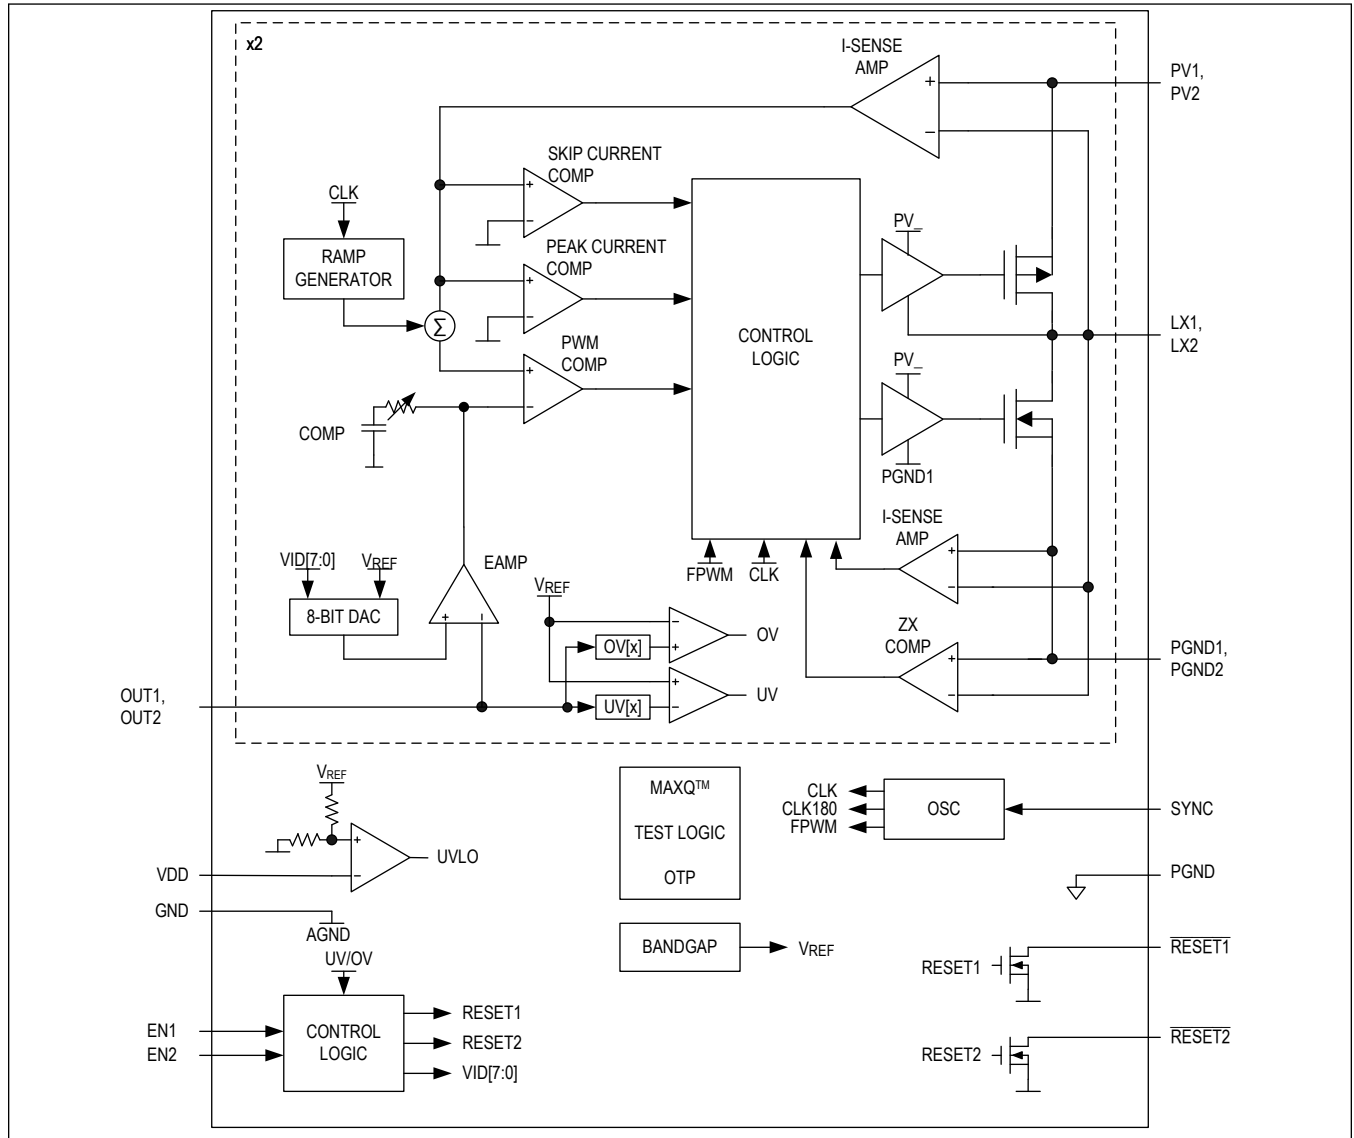 x2
I-SENSE
AMP
PV1,
PV2
SKIP CURRENT
COMP
CLK
RAMP
GENERATOR
PEAK CURRENT
COMP
Σ
PWM
COMP
COMP
CONTROL
LOGIC
PV_
LX1,
LX2
PV_
PGND1
I-SENSE
AMP
FPWM
CLK
VID[7:0]
VREF
8-BIT DAC
EAMP
VREF
OV[x]
OV
UV[x]
UV
ZX
COMP
PGND1,
PGND2
OUT1,
OUT2
VREF
UVLO
VDD
GND
AGND
MAXQ™
TEST LOGIC
OTP
CLK
CLK180
FPWM
OSC
SYNC
PGND
BANDGAP
VREF
RESET1
RESET1
RESET2
RESET2
UV/OV
EN1
EN2
CONTROL
LOGIC
RESET1
RESET2
VID[7:0]
+
−
+
−
+
−
+
−
+
−
+
−
+
−
−
+
+
−
+
−